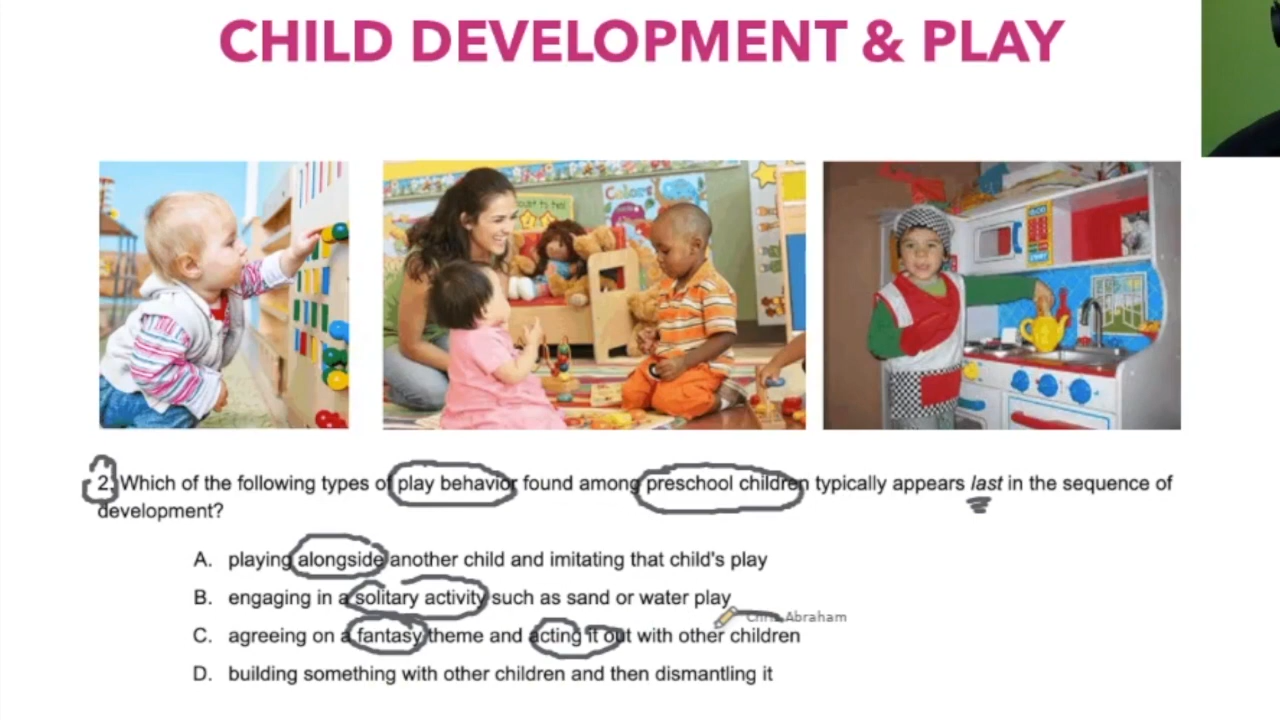 CHILD DEVELOPMENT & PLAY
Colors
2. Which of the following types of play behavior found among preschool children typically appears last in the sequence of
development?
A. playing alongside another child and imitating that child's play
B. engaging in a solitary activity such as sand or water play
Chris Abraham
C. agreeing on a fantasy theme and acting it out with other children
D. building something with other children and then dismantling it